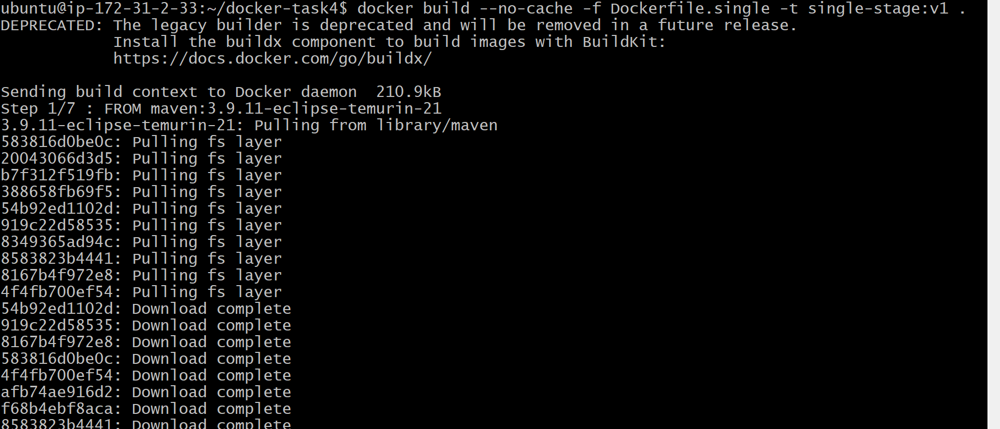 ubuntu@ip-172-31-2-33:~/docker-task4$ docker build --no-cache -f Dockerfile.single -t single-stage:v1 .
DEPRECATED: The legacy builder is deprecated and will be removed in a future release.
            Install the buildx component to build images with BuildKit:
            https://docs.docker.com/go/buildx/

Sending build context to Docker daemon  210.9kB
Step 1/7 : FROM maven:3.9.11-eclipse-temurin-21
3.9.11-eclipse-temurin-21: Pulling from library/maven
583816d0be0c: Pulling fs layer
20043066d3d5: Pulling fs layer
b7f312f519fb: Pulling fs layer
388658fb69f5: Pulling fs layer
54b92ed1102d: Pulling fs layer
919c22d58535: Pulling fs layer
8349365ad94c: Pulling fs layer
8583823b4441: Pulling fs layer
8167b4f972e8: Pulling fs layer
4f4fb700ef54: Pulling fs layer
54b92ed1102d: Download complete
919c22d58535: Download complete
8167b4f972e8: Download complete
583816d0be0c: Download complete
4f4fb700ef54: Download complete
afb74ae916d2: Download complete
f68b4ebf8aca: Download complete
8583823b4441: Download complete